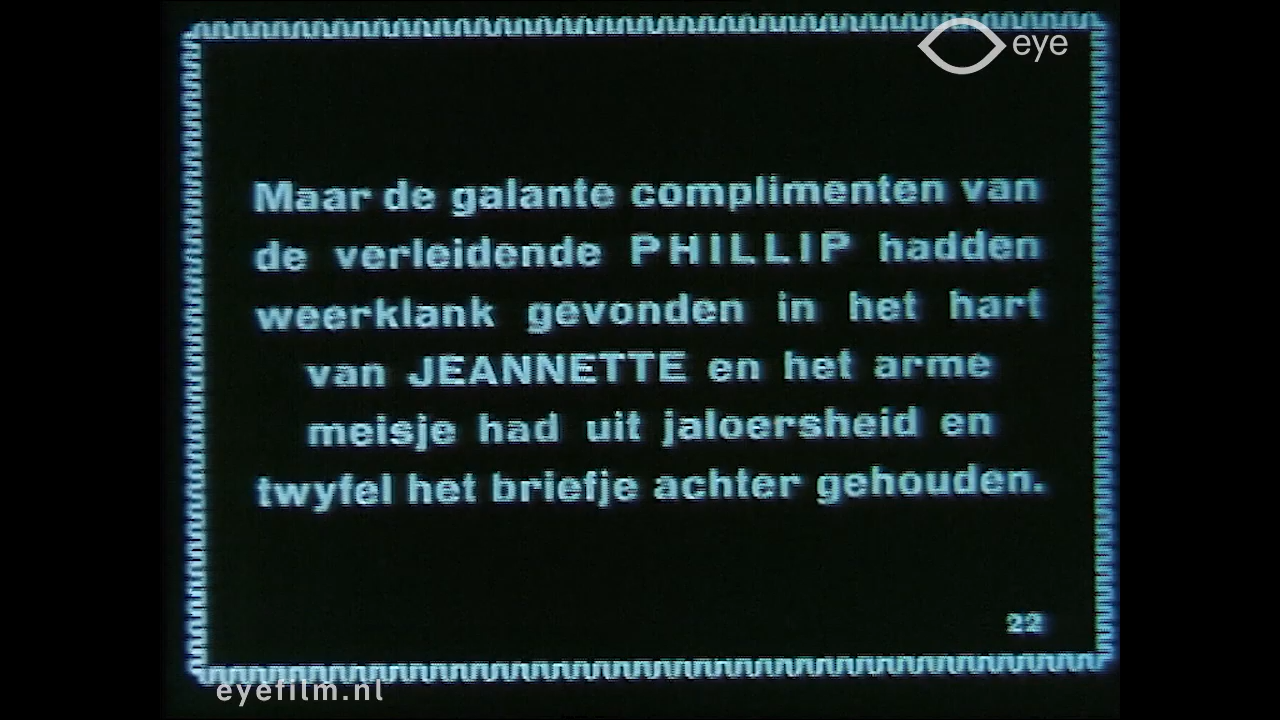 eye
Maar de galante complimenten van
de verleidende PHILLIP hadden
weerklank gevonden in het hart
van JEANNETTE en het arme
meisje had uit jaloersheid en
twyfel het briefje achter gehouden.
22
eyefilm.nl